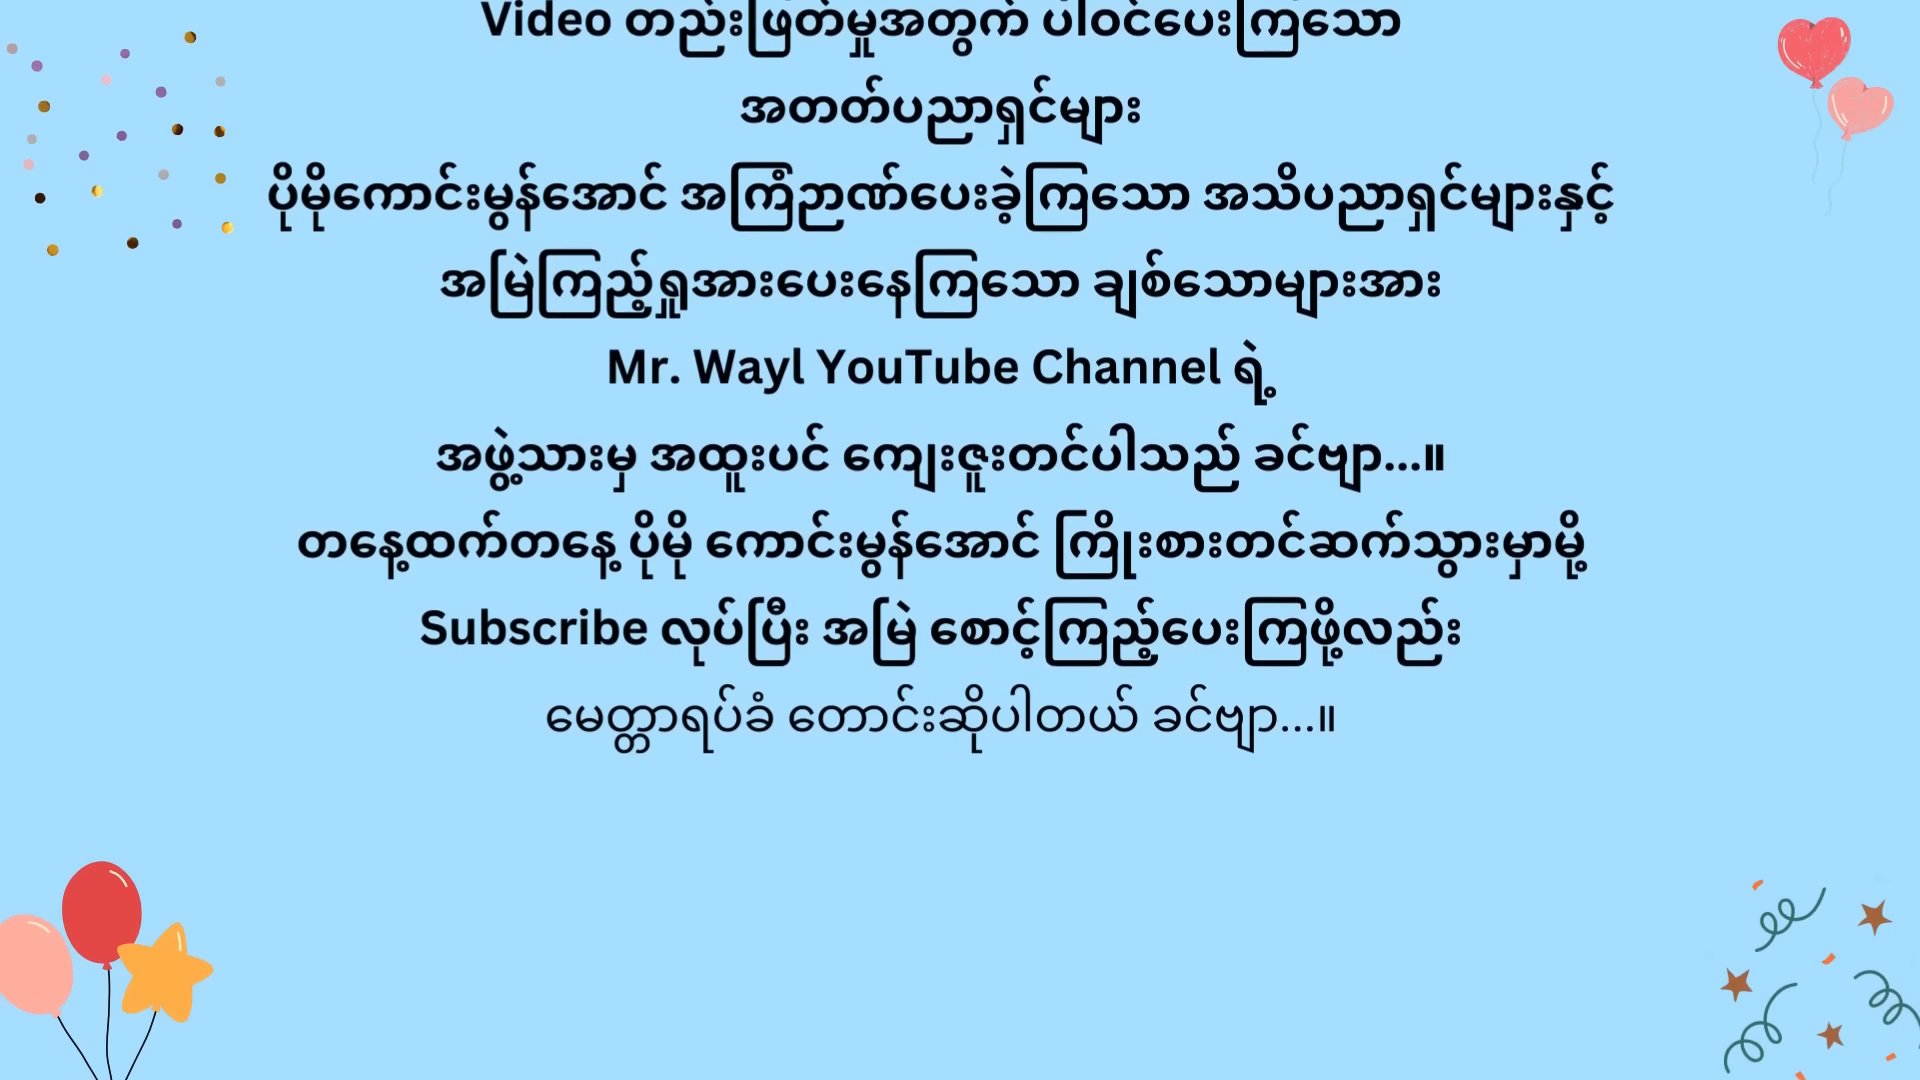 Video တည်းဖြတ်မှုအတွက် ပါဝင်ပေးကြသော
အတတ်ပညာရှင်များ
ပိုမိုကောင်းမွန်အောင် အကြံဉာဏ်ပေးခဲ့ကြသော အသိပညာရှင်များနှင့်
အမြဲကြည့်ရှုအားပေးနေကြသော ချစ်သောများအား
Mr. Wayl YouTube Channel ရဲ့
အဖွဲ့သားမှ အထူးပင် ကျေးဇူးတင်ပါသည် ခင်ဗျာ...။
တနေ့ထက်တနေ့ ပိုမို ကောင်းမွန်အောင် ကြိုးစားတင်ဆက်သွားမှာမို့
Subscribe လုပ်ပြီး အမြဲ စောင့်ကြည့်ပေးကြဖို့လည်း
မေတ္တာရပ်ခံ တောင်းဆိုပါတယ် ခင်ဗျာ...။